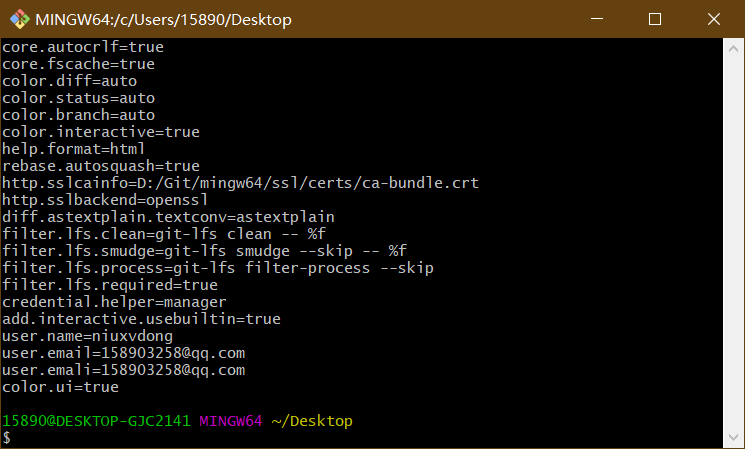 MINGW64:/c/Users/15890/Desktop
core.autocrlf=true
core.fscache=true
color.diff=auto
color.status=auto
color.branch=auto
color.interactive=true
help.format=html
rebase.autosquash=true
http.sslcainfo=D:/Git/mingw64/ssl/certs/ca-bundle.crt
http.sslbackend=openssl
diff.astextplain.textconv=astextplain
filter.lfs.clean=git-lfs clean -- %f
filter.lfs.smudge=git-lfs smudge --skip -- %f
filter.lfs.process=git-lfs filter-process --skip
filter.lfs.required=true
credential.helper=manager
add.interactive.usebuiltin=true
user.name=niuxvdong
user.email=158903258@qq.com
user.emali=158903258@qq.com
color.ui=true
15890@DESKTOP-GJC2141 MINGW64 ~/Desktop
$